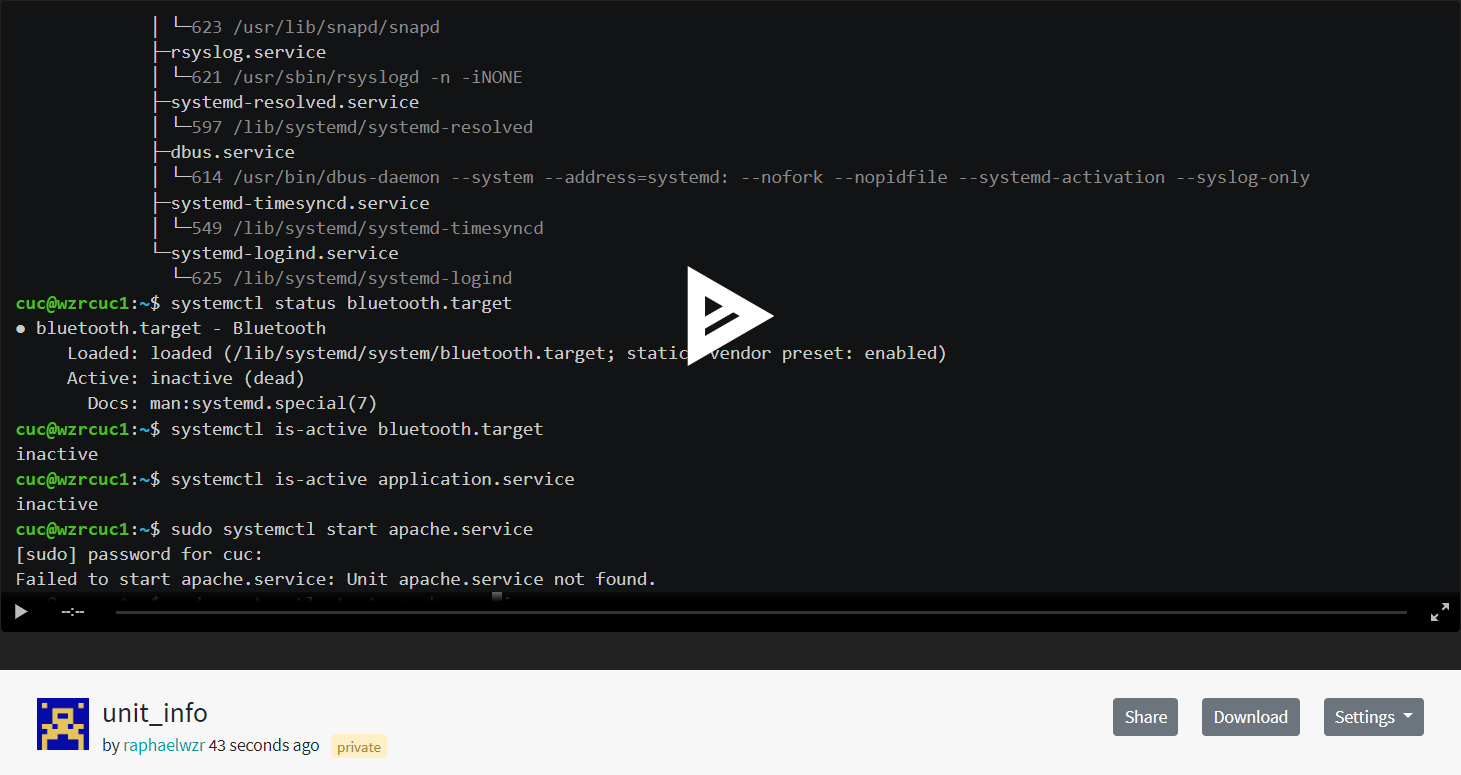 │ └─623 /usr/lib/snapd/snapd
├─rsyslog.service
│ └─621 /usr/sbin/rsyslogd -n -iNONE
├─systemd-resolved.service
│ └─597 /lib/systemd/systemd-resolved
├─dbus.service
│ └─614 /usr/bin/dbus-daemon --system --address=systemd: --nofork --nopidfile --systemd-activation --syslog-only
├─systemd-timesyncd.service
│ └─549 /lib/systemd/systemd-timesyncd
└─systemd-logind.service
└─625 /lib/systemd/systemd-logind
cuc@wzrcuc1:~$ systemctl status bluetooth.target
● bluetooth.target - Bluetooth
Loaded: loaded (/lib/systemd/system/bluetooth.target; static vendor preset: enabled)
Active: inactive (dead)
Docs: man:systemd.special(7)
cuc@wzrcuc1:~$ systemctl is-active bluetooth.target
inactive
cuc@wzrcuc1:~$ systemctl is-active application.service
inactive
cuc@wzrcuc1:~$ sudo systemctl start apache.service
[sudo] password for cuc:
Failed to start apache.service: Unit apache.service not found.
--:--
unit_info
by raphaelwzr 43 seconds ago private
Share Download Settings